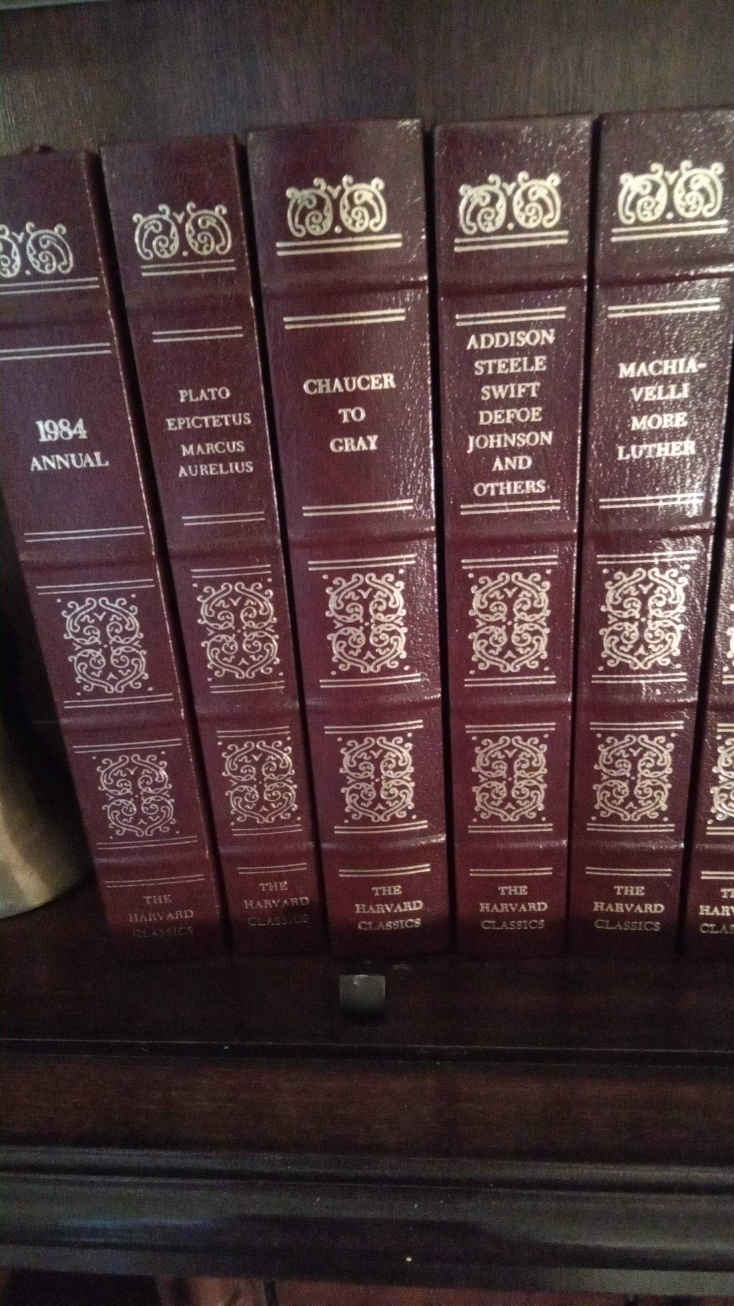 1984
ANNUAL
THE
HARVARD
CLASSICS
PLATO
EPICTETUS
MARCUS
AURELIUS
THE
HARVARD
CLASSICS
CHAUCER
TO
GRAY
THE
HARVARD
CLASSICS
ADDISON
STEELE
SWIFT
DEFOE
JOHNSON
AND
OTHERS
THE
HARVARD
CLASSICS
MACHIA-
VELLI
MORE
LUTHER
THE
HARVARD
CLASSICS